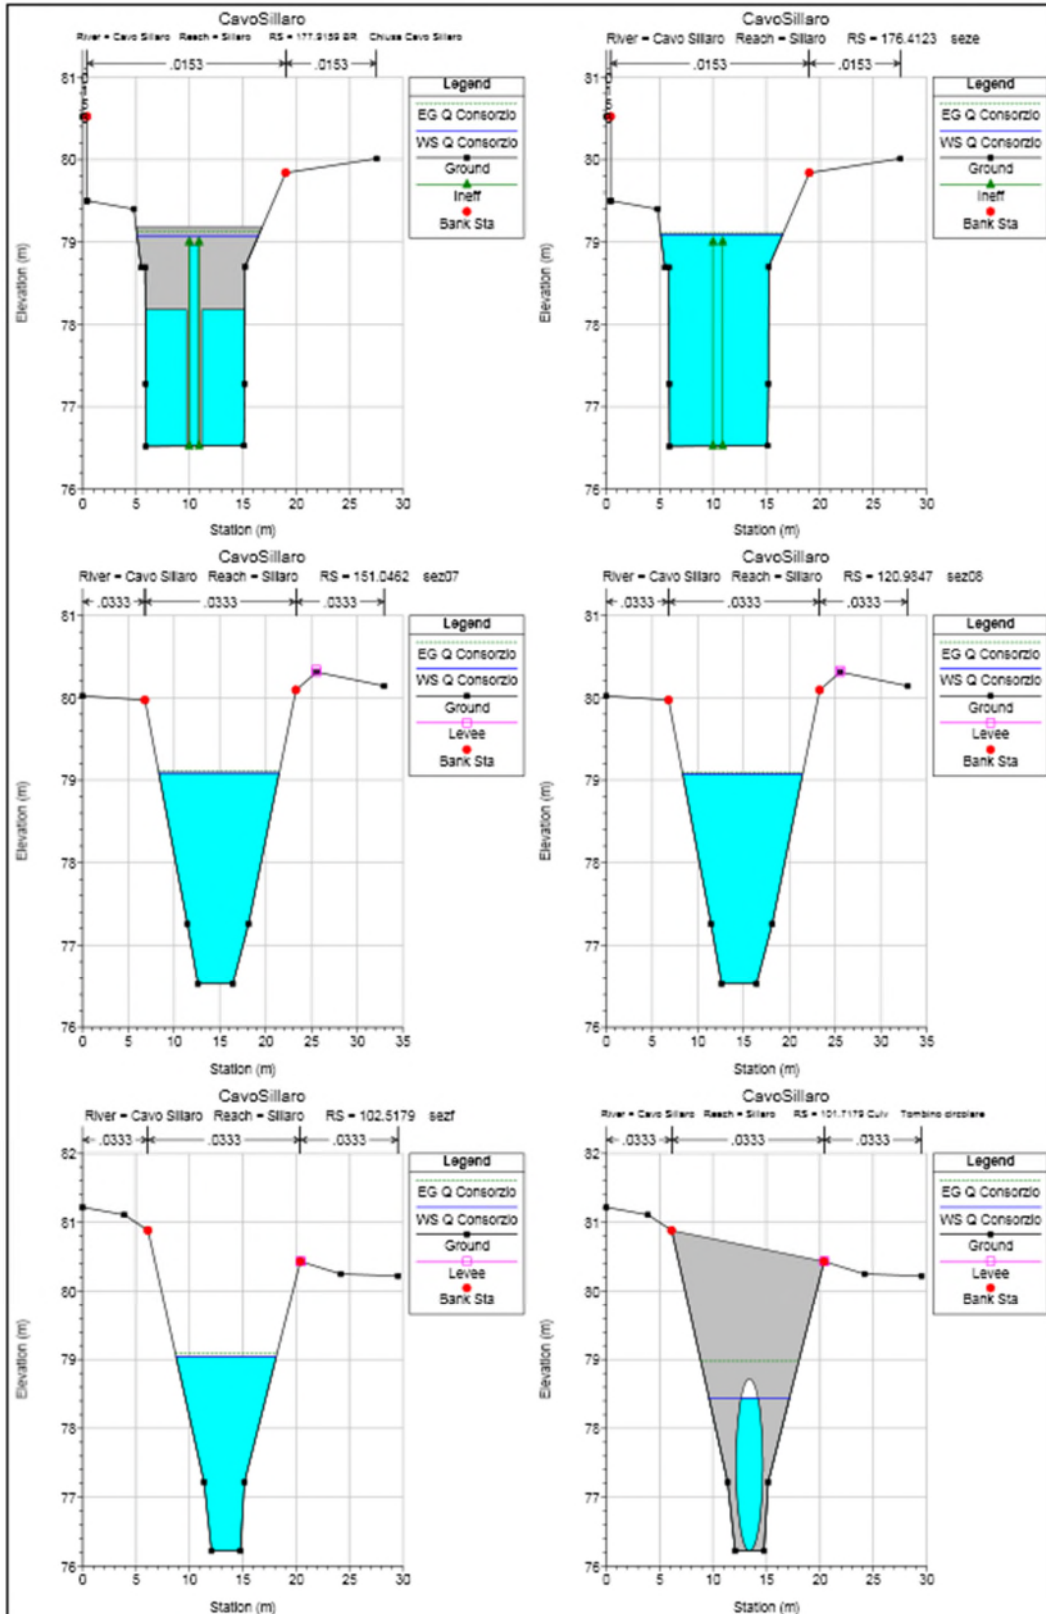 CavoSillaro
River = Cavo Sillaro Reach = Sillaro RS = 177.9159 BR Chiusa Cavo Sillaro
.0153
.0153
Legend
EG Q Consorzio
WS Q Consorzio
Ground
Ineff
Bank Sta
Elevation (m)
81
80
79
78
77
76
0 5 10 15 20 25 30
Station (m)
CavoSillaro
River = Cavo Sillaro Reach = Sillaro RS = 176.4123 seze
.0153
.0153
Legend
EG Q Consorzio
WS Q Consorzio
Ground
Ineff
Bank Sta
Elevation (m)
81
80
79
78
77
76
0 5 10 15 20 25 30
Station (m)
CavoSillaro
River = Cavo Sillaro Reach = Sillaro RS = 151.0462 sez07
.0333 .0333 .0333
Legend
EG Q Consorzio
WS Q Consorzio
Ground
Levee
Bank Sta
Elevation (m)
81
80
79
78
77
76
0 5 10 15 20 25 30 35
Station (m)
CavoSillaro
River = Cavo Sillaro Reach = Sillaro RS = 120.9347
.0333 .0333 .0333
Legend
EG Q Consorzio
WS Q Consorzio
Ground
Levee
Bank Sta
Elevation (m)
81
80
79
78
77
76
0 5 10 15 20 25 30 35
Station (m)
CavoSillaro
River = Cavo Sillaro Reach = Sillaro RS = 102.5179 sezf
.0333 .0333 .0333
Legend
EG Q Consorzio
WS Q Consorzio
Ground
Levee
Bank Sta
Elevation (m)
82
81
80
79
78
77
76
0 5 10 15 20 25 30
Station (m)
CavoSillaro
River = Cavo Sillaro Reach = Sillaro RS = 101.7179 Culv Tombino circolare
.0333 .0333 .0333
Legend
EG Q Consorzio
WS Q Consorzio
Ground
Levee
Bank Sta
Elevation (m)
82
81
80
79
78
77
76
0 5 10 15 20 25 30
Station (m)